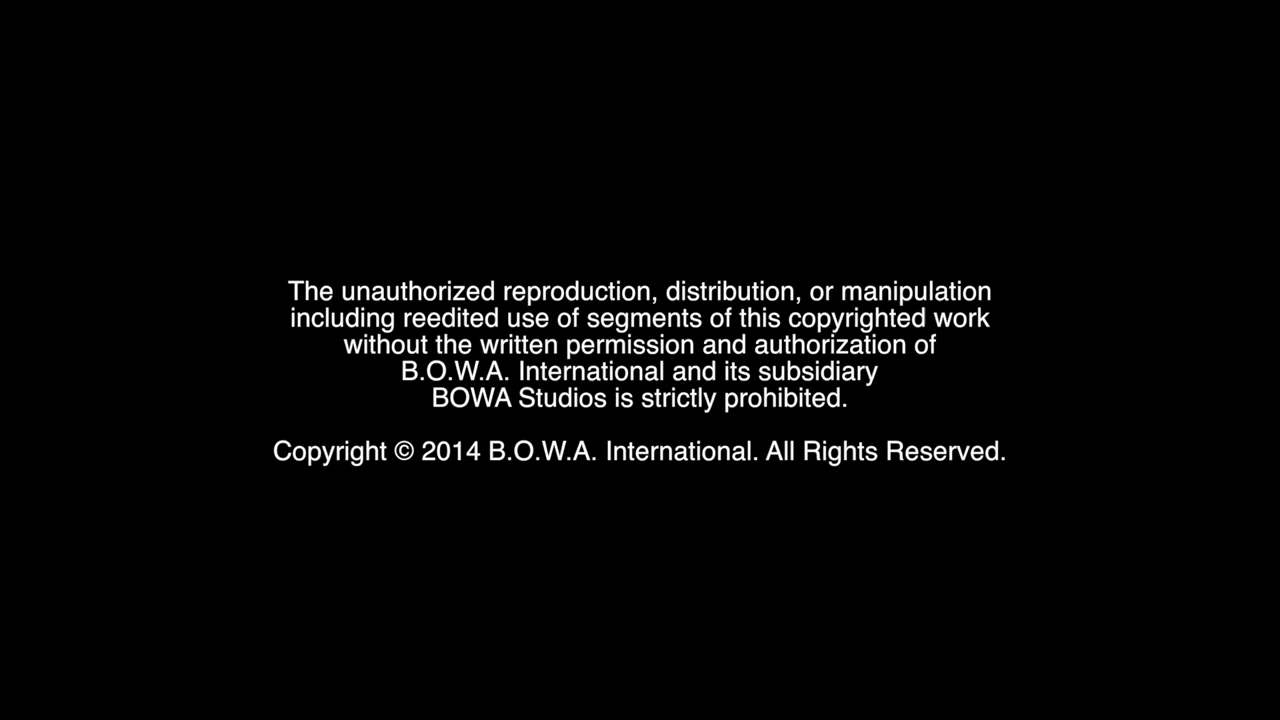 The unauthorized reproduction, distribution, or manipulation
including reedited use of segments of this copyrighted work
without the written permission and authorization of
B.O.W.A. International and its subsidiary
BOWA Studios is strictly prohibited.
Copyright © 2014 B.O.W.A. International. All Rights Reserved.